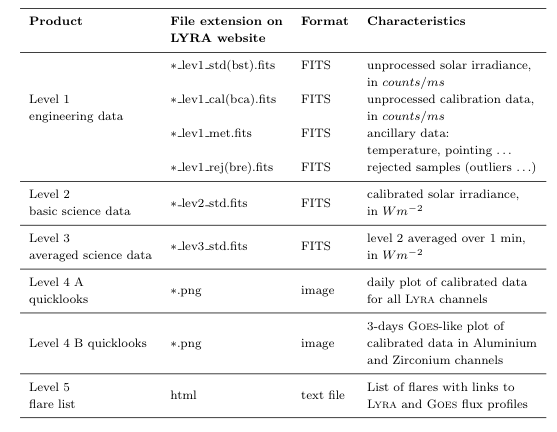 Product File extension on LYRA website Format Characteristics
*_lev1_std(bst).fits FITS unprocessed solar irradiance,
in counts/ms
Level 1 *_lev1_cal(bca).fits FITS unprocessed calibration data,
engineering data in counts/ms
*_lev1_met.fits FITS ancillary data:
temperature, pointing ...
*_lev1_rej(bre).fits FITS rejected samples (outliers ...)
Level 2 calibrated solar irradiance,
*_lev2_std.fits FITS
basic science data in Wm⁻²
Level 3 level 2 averaged over 1 min,
*_lev3_std.fits FITS
averaged science data in Wm⁻²
Level 4 A daily plot of calibrated data
*.png image
quicklooks for all LYRA channels
3-days GOES-like plot of
Level 4 B quicklooks *.png image calibrated data in Aluminium
and Zirconium channels
Level 5 List of flares with links to
html text file
flare list LYRA and GOES flux profiles